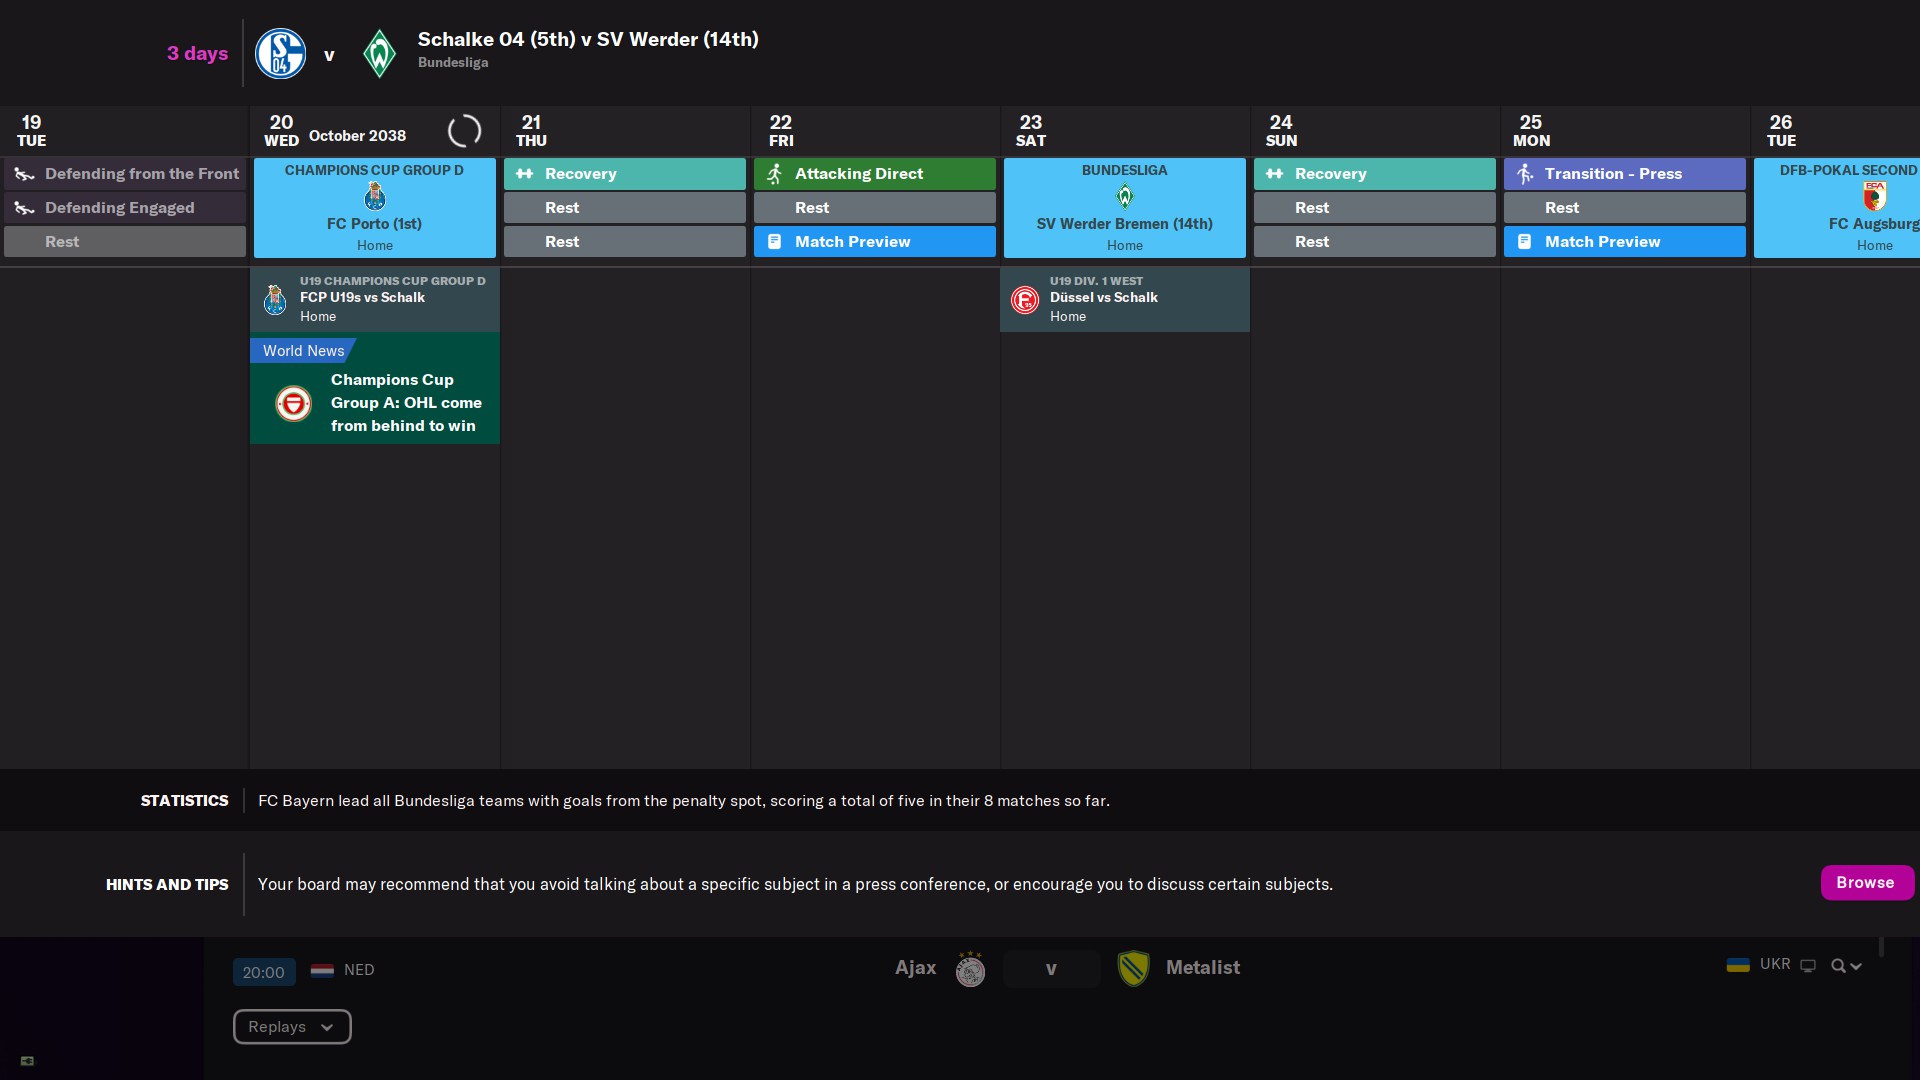 3 days
v
Schalke 04 (5th) v SV Werder (14th)
Bundesliga
19
TUE
20
WED
October 2038
21
THU
22
FRI
23
SAT
24
SUN
25
MON
26
TUE
Defending from the Front
Defending Engaged
Rest
CHAMPIONS CUP GROUP D
FC Porto (1st)
Home
Recovery
Rest
Rest
Attacking Direct
Rest
Match Preview
BUNDESLIGA
SV Werder Bremen (14th)
Home
Recovery
Rest
Rest
Transition - Press
Rest
Match Preview
DFB-POKAL SECOND
FC Augsburg
Home
U19 CHAMPIONS CUP GROUP D
FCP U19s vs Schalk
Home
U19 DIV. 1 WEST
Düssel vs Schalk
Home
World News
Champions Cup
Group A: OHL come
from behind to win
STATISTICS
FC Bayern lead all Bundesliga teams with goals from the penalty spot, scoring a total of five in their 8 matches so far.
HINTS AND TIPS
Your board may recommend that you avoid talking about a specific subject in a press conference, or encourage you to discuss certain subjects.
Browse
20:00
NED
Ajax
v
Metalist
UKR
Replays